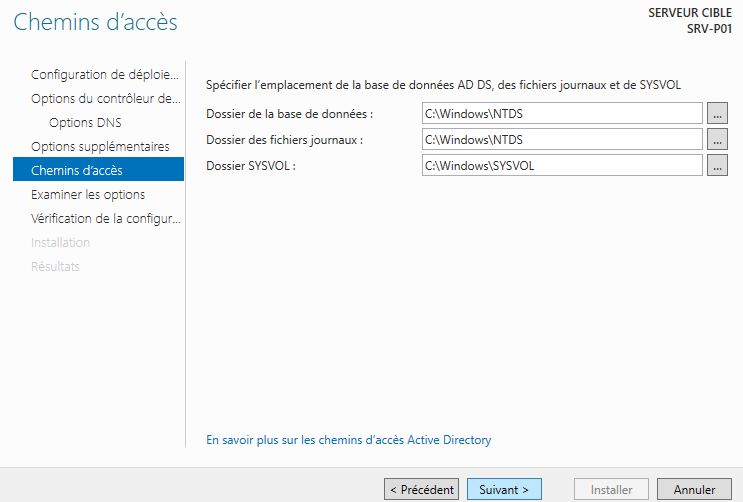 Chemins d’accès
SERVEUR CIBLE
SRV-P01
Configuration de déploie...
Options du contrôleur de...
Options DNS
Options supplémentaires
Chemins d’accès
Examiner les options
Vérification de la configur...
Installation
Résultats
Spécifier l’emplacement de la base de données AD DS, des fichiers journaux et de SYSVOL
Dossier de la base de données : C:\Windows\NTDS ...
Dossier des fichiers journaux : C:\Windows\NTDS ...
Dossier SYSVOL : C:\Windows\SYSVOL ...
En savoir plus sur les chemins d’accès Active Directory
< Précédent Suivant > Installer Annuler